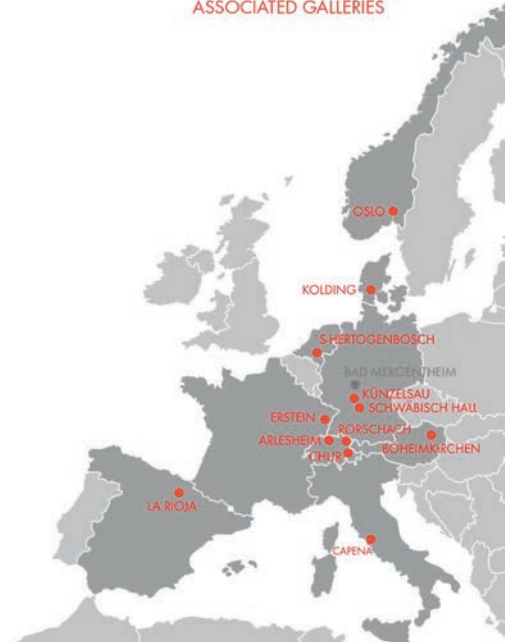 ASSOCIATED GALLERIES
OSLO
KOLDING
'S-HERTOGENBOSCH
BAD MERGENTHEIM
KÜNZELSAU
SCHWÄBISCH HALL
ERSTEIN
RORSCHACH
ARLESHEIM
BÖHEIMKIRCHEN
CHUR
LA RIOJA
CAPENA